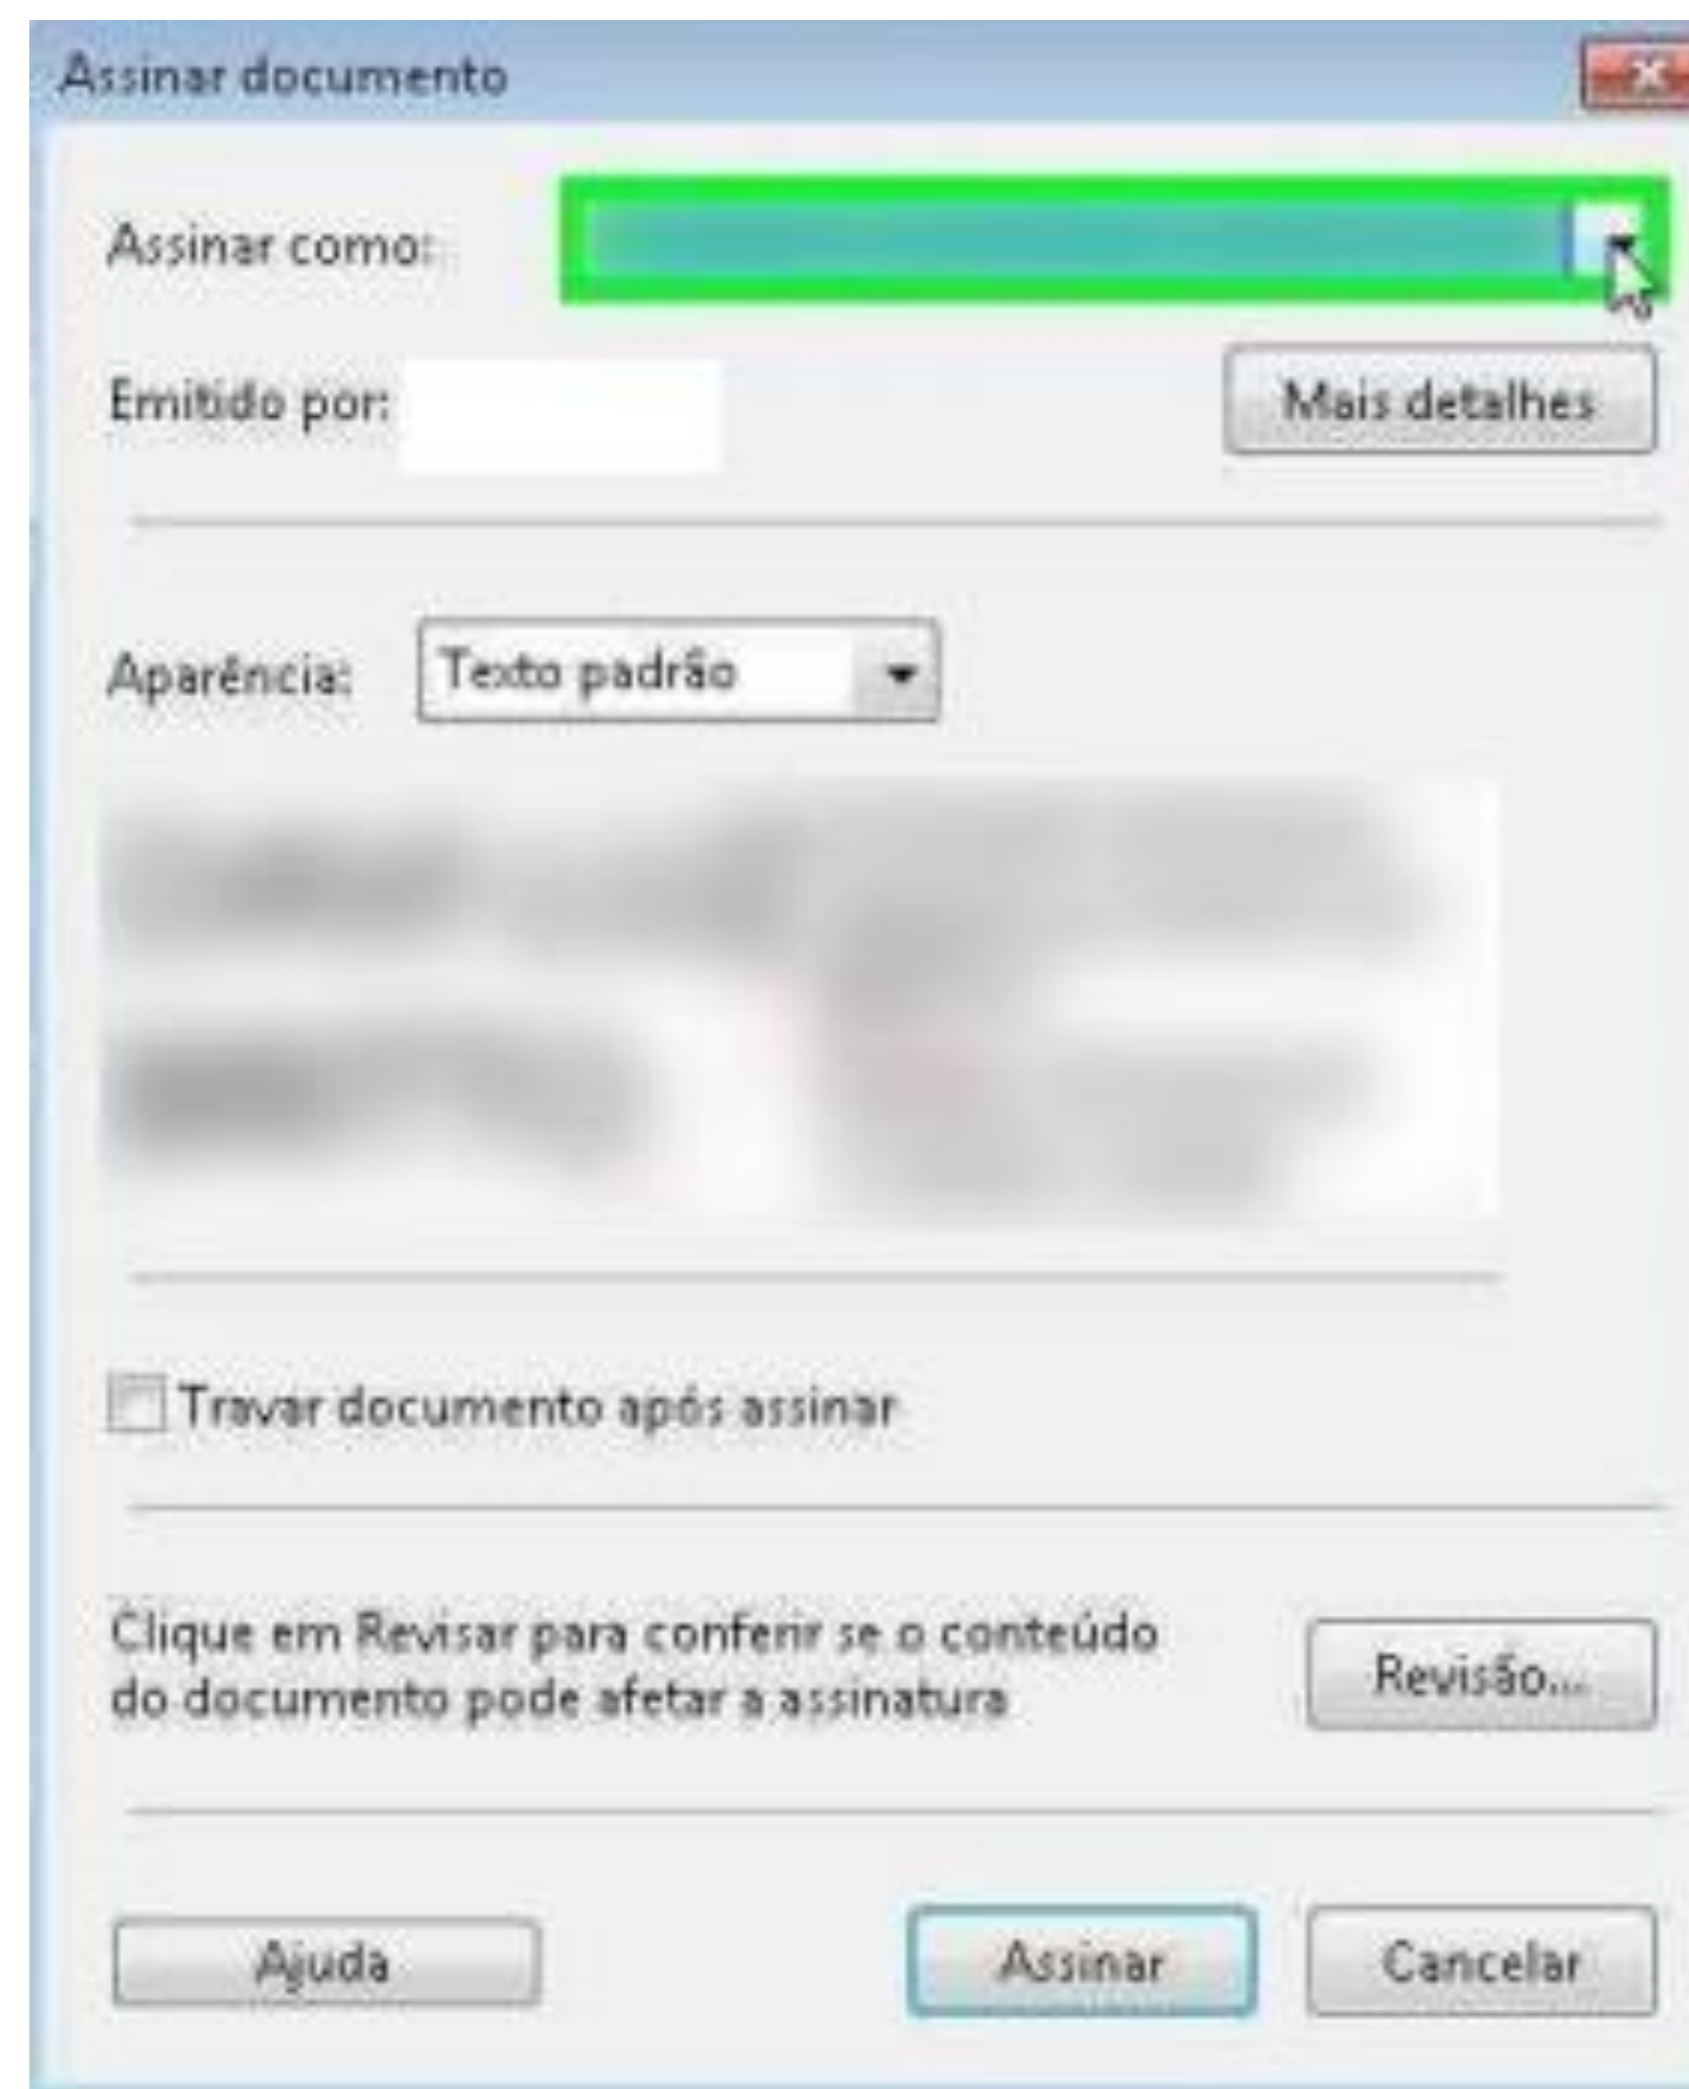 Assinar documento
Assinar como:
Emitido por:
Mais detalhes
Aparência:
Texto padrão
Travar documento após assinar
Clique em Revisar para conferir se o conteúdo
do documento pode afetar a assinatura
Revisão...
Ajuda
Assinar
Cancelar